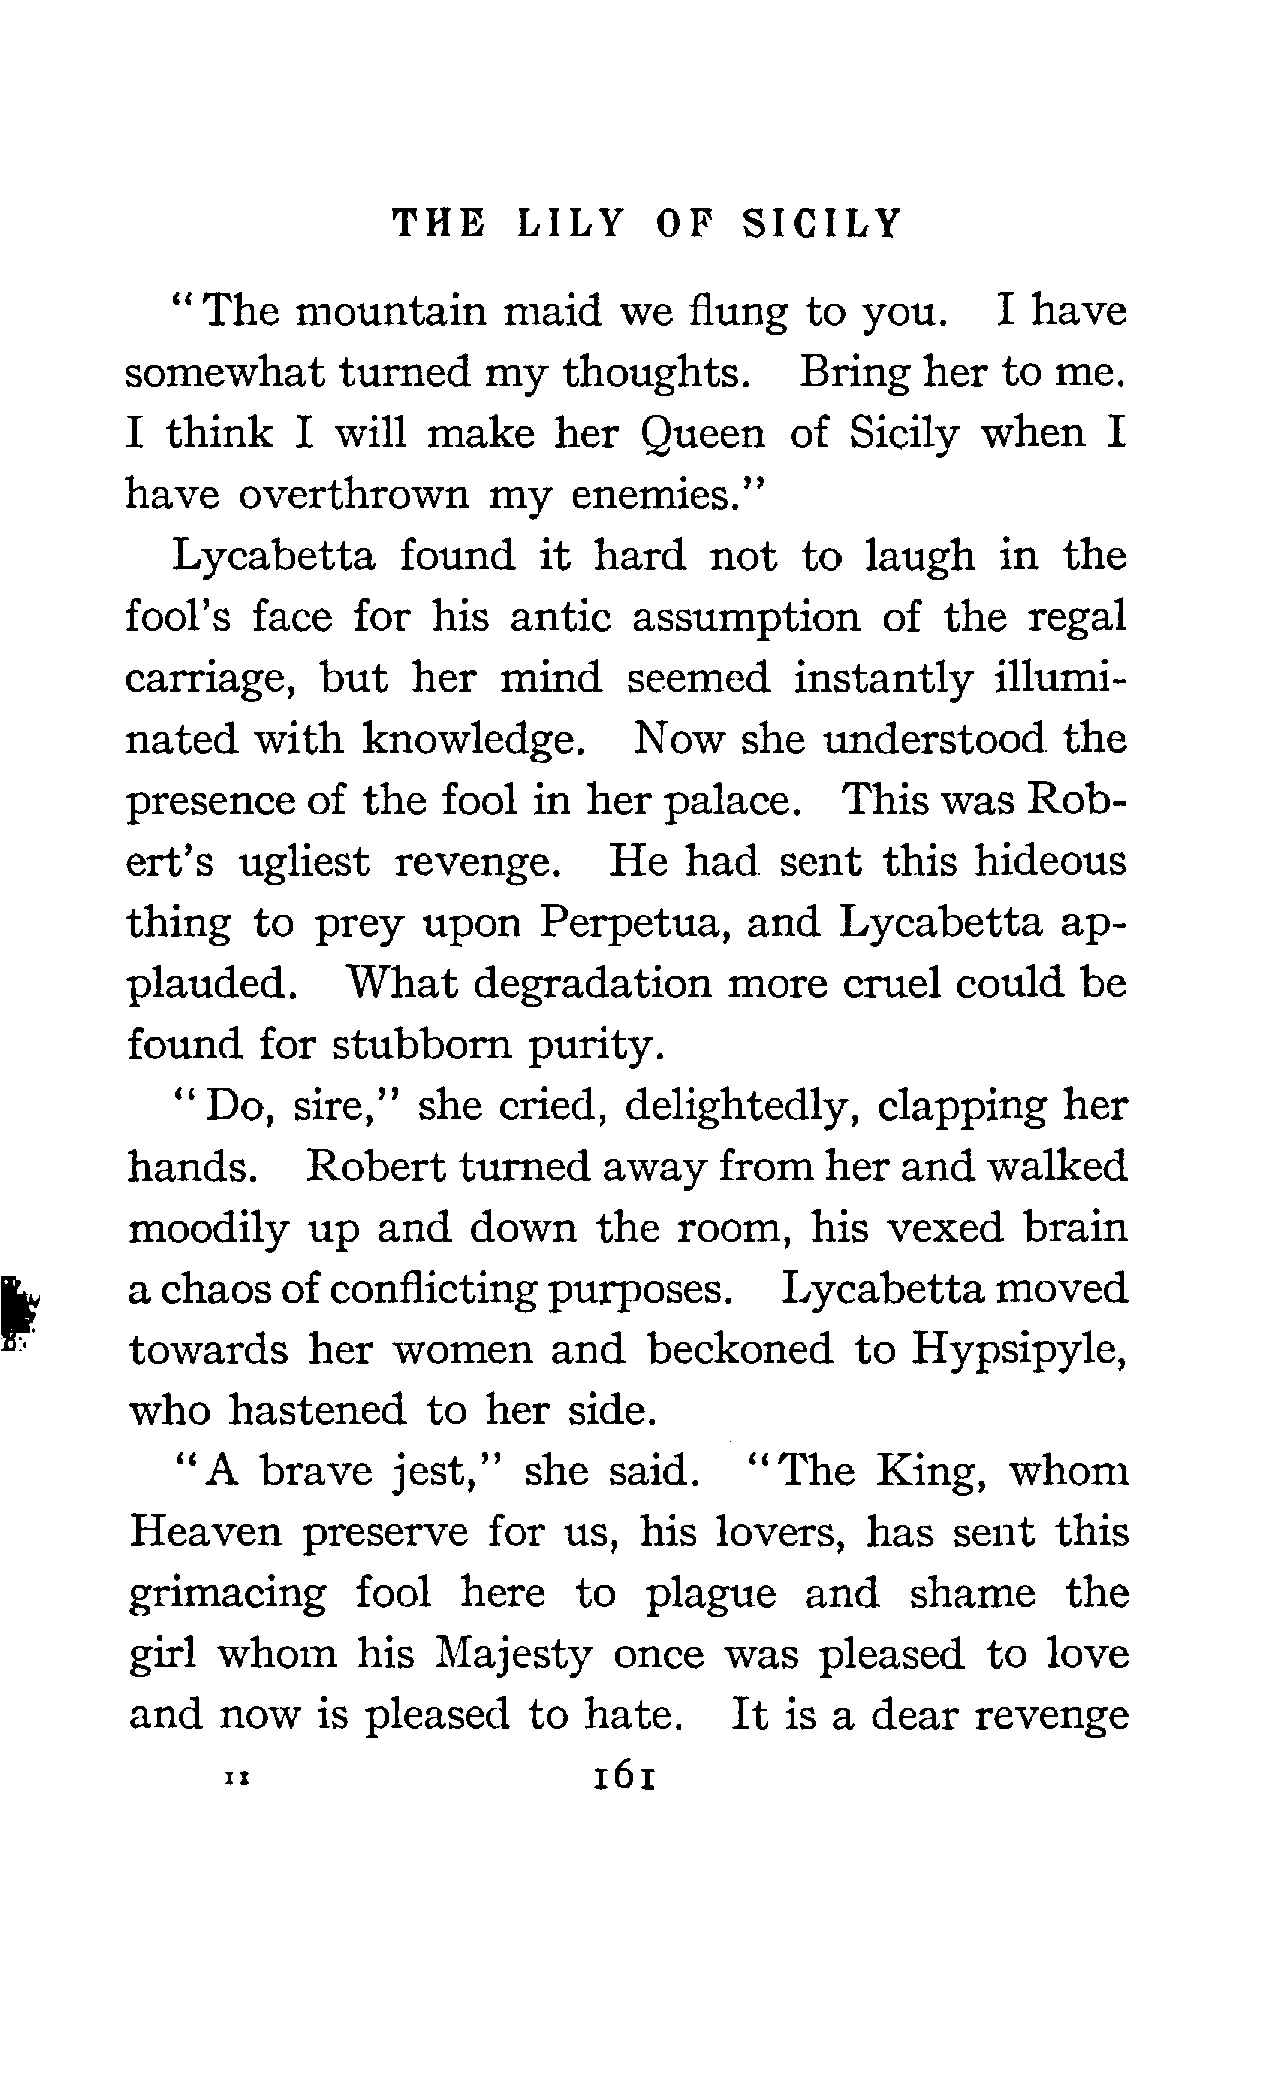 THE LILY OF SICILY
"The mountain maid we flung to you. I have
somewhat turned my thoughts. Bring her to me.
I think I will make her Queen of Sicily when I
have overthrown my enemies."
Lycabetta found it hard not to laugh in the
fool's face for his antic assumption of the regal
carriage, but her mind seemed instantly illumi-
nated with knowledge. Now she understood the
presence of the fool in her palace. This was Rob-
ert's ugliest revenge. He had sent this hideous
thing to prey upon Perpetua, and Lycabetta ap-
plauded. What degradation more cruel could be
found for stubborn purity.
"Do, sire," she cried, delightedly, clapping her
hands. Robert turned away from her and walked
moodily up and down the room, his vexed brain
a chaos of conflicting purposes. Lycabetta moved
towards her women and beckoned to Hypsipyle,
who hastened to her side.
"A brave jest," she said. "The King, whom
Heaven preserve for us, his lovers, has sent this
grimacing fool here to plague and shame the
girl whom his Majesty once was pleased to love
and now is pleased to hate. It is a dear revenge
11 161